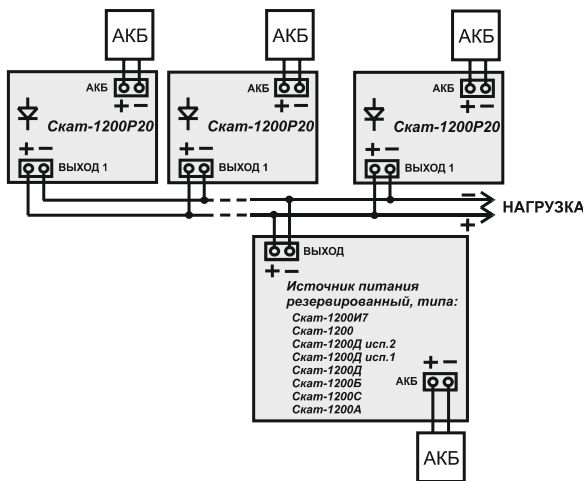 АКБ
АКБ
АКБ
АКБ
+ −
Скат-1200Р20
+ −
ВЫХОД 1
АКБ
+ −
Скат-1200Р20
+ −
ВЫХОД 1
АКБ
+ −
Скат-1200Р20
+ −
ВЫХОД 1
−
НАГРУЗКА
+
ВЫХОД
+ −
Источник питания
резервированный, типа:
Скат-1200И7
Скат-1200
Скат-1200Д исп.2
Скат-1200Д исп.1
Скат-1200Д
Скат-1200Б
Скат-1200С
Скат-1200А
+ −
АКБ
АКБ